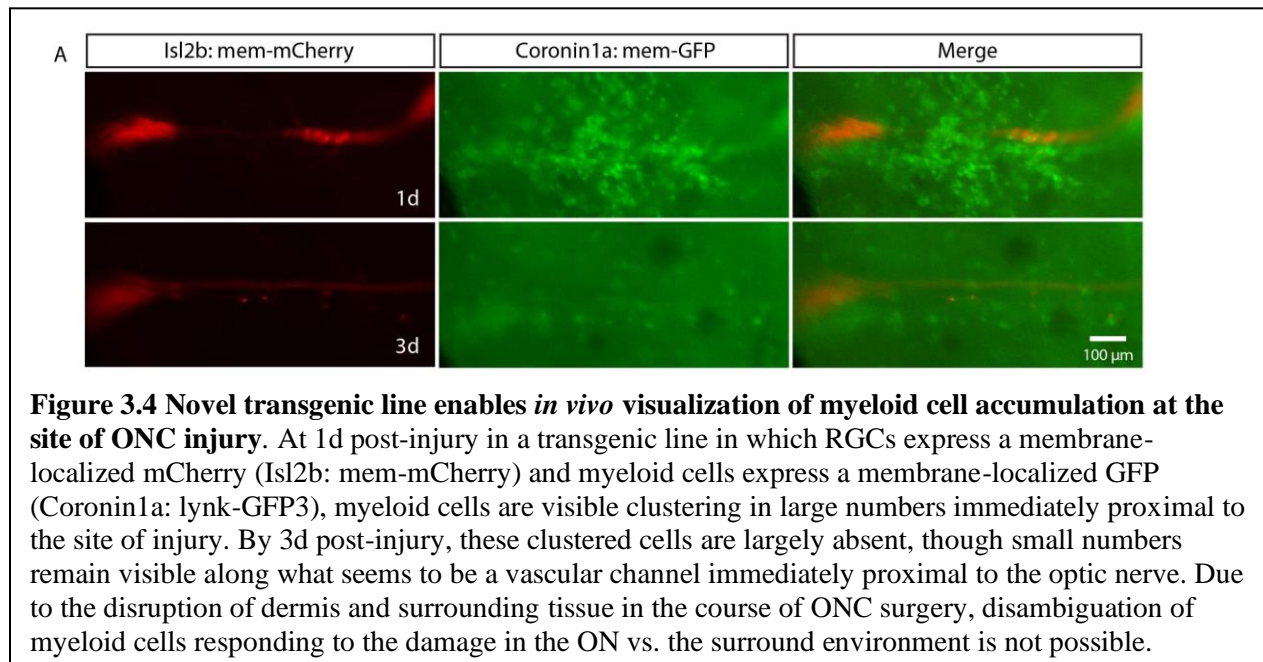 A
Isl2b: mem-mCherry
Coronin1a: mem-GFP
Merge
1d
3d
100 µm
Figure 3.4 Novel transgenic line enables in vivo visualization of myeloid cell accumulation at the
site of ONC injury. At 1d post-injury in a transgenic line in which RGCs express a membrane-
localized mCherry (Isl2b: mem-mCherry) and myeloid cells express a membrane-localized GFP
(Coronin1a: lynk-GFP3), myeloid cells are visible clustering in large numbers immediately proximal to
the site of injury. By 3d post-injury, these clustered cells are largely absent, though small numbers
remain visible along what seems to be a vascular channel immediately proximal to the optic nerve. Due
to the disruption of dermis and surrounding tissue in the course of ONC surgery, disambiguation of
myeloid cells responding to the damage in the ON vs. the surround environment is not possible.